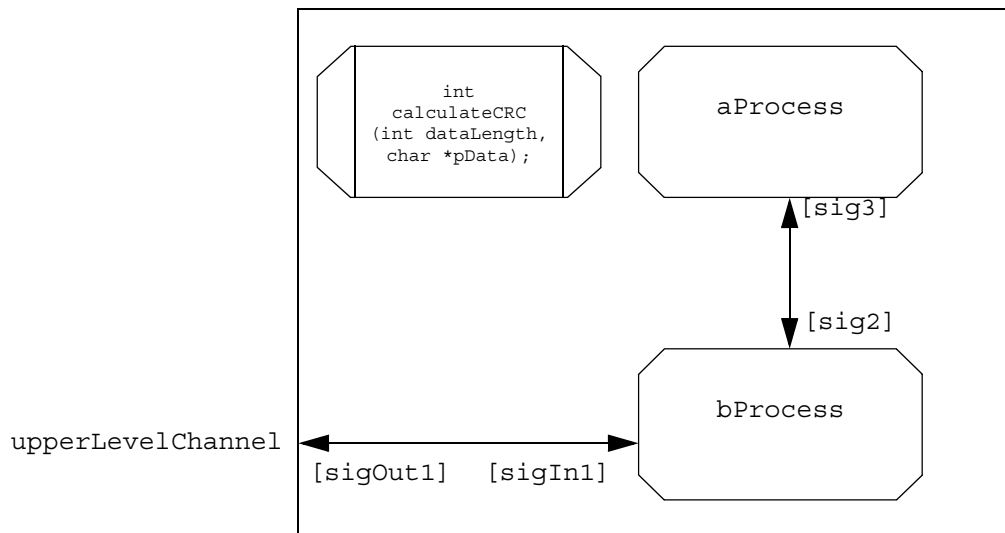 int
calculateCRC
(int dataLength,
char *pData);
aProcess
[sig3]
[sig2]
bProcess
upperLevelChannel
[sigOut1]
[sigIn1]